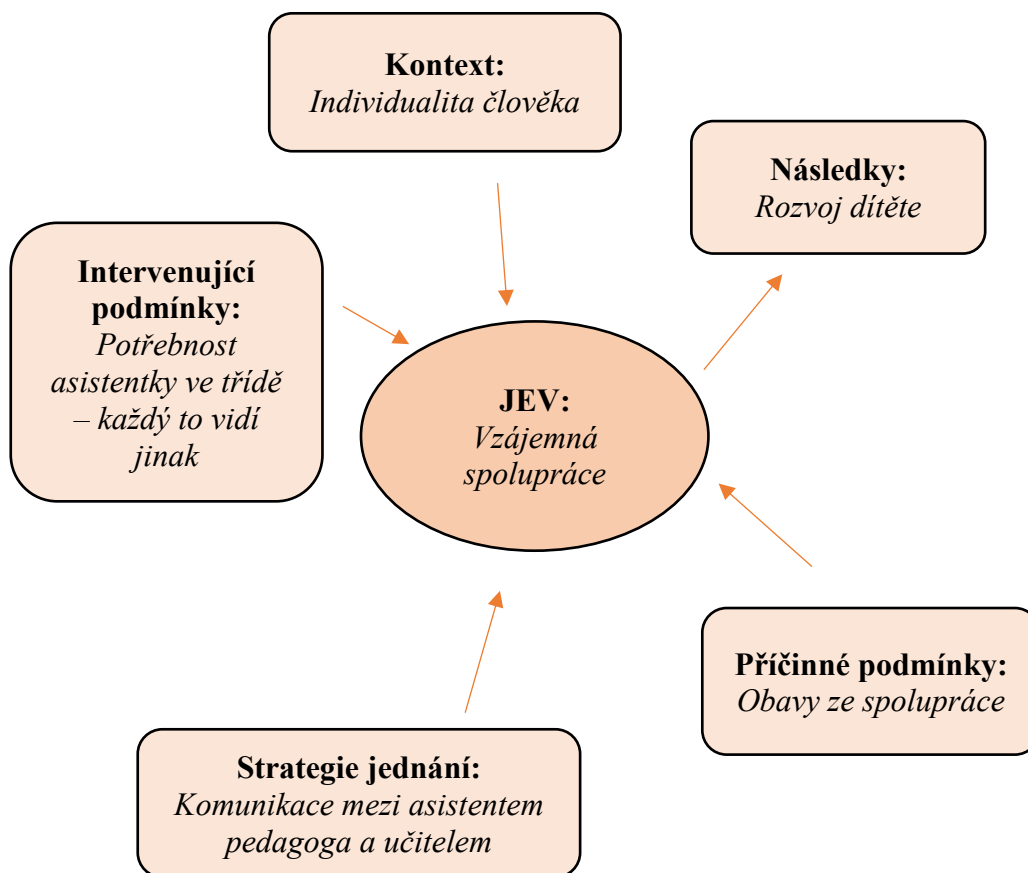 Kontext:
Individualita člověka
Následky:
Rozvoj dítěte
Intervenující
podmínky:
Potřebnost
asistentky ve třídě
– každý to vidí
jinak
JEV:
Vzájemná
spolupráce
Příčinné podmínky:
Obavy ze spolupráce
Strategie jednání:
Komunikace mezi asistentem
pedagoga a učitelem